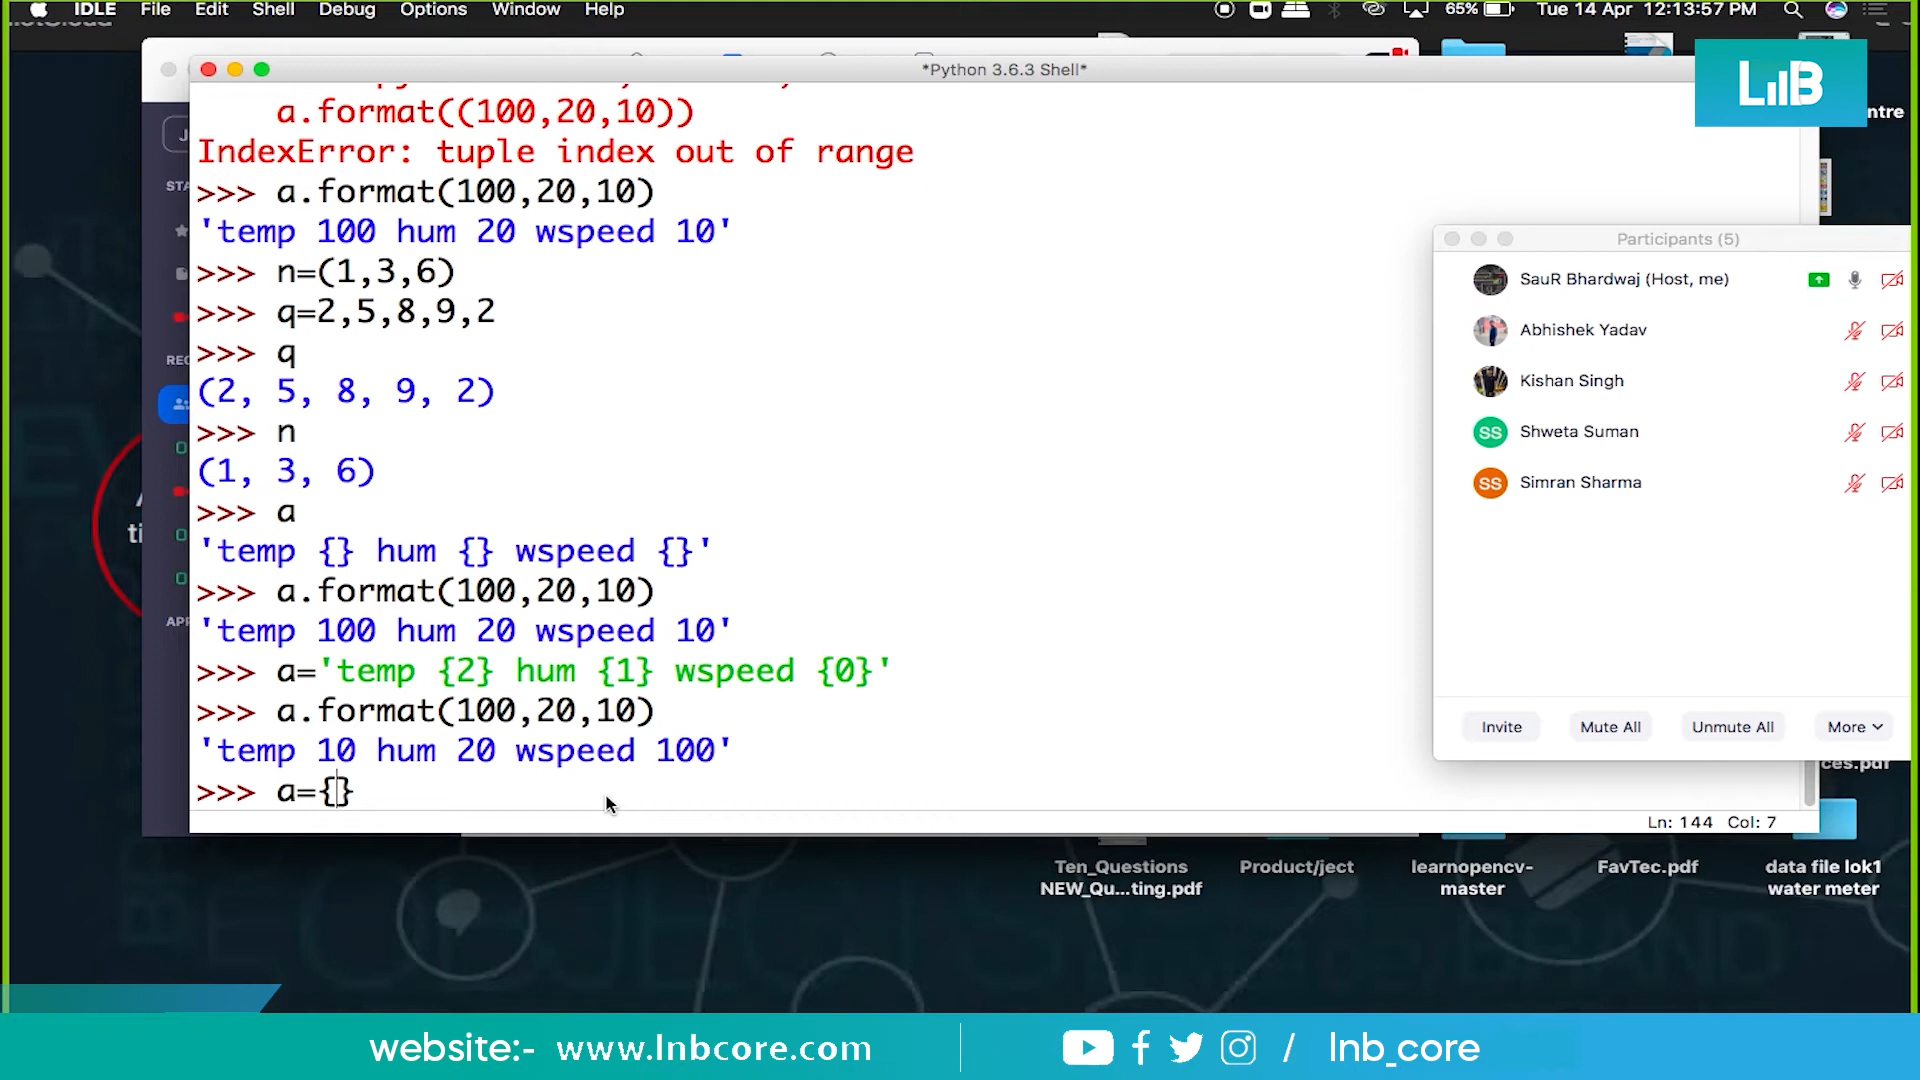 IDLE File Edit Shell Debug Options Window Help
65% Tue 14 Apr 12:13:57 PM
*Python 3.6.3 Shell*
LnB
a.format((100,20,10))
IndexError: tuple index out of range
>>> a.format(100,20,10)
'temp 100 hum 20 wspeed 10'
>>> n=(1,3,6)
>>> q=2,5,8,9,2
>>> q
(2, 5, 8, 9, 2)
>>> n
(1, 3, 6)
>>> a
'temp {} hum {} wspeed {}'
>>> a.format(100,20,10)
'temp 100 hum 20 wspeed 10'
>>> a='temp {2} hum {1} wspeed {0}'
>>> a.format(100,20,10)
'temp 10 hum 20 wspeed 100'
>>> a={}
Ln: 144 Col: 7
STA
REC
APP
ntre
Participants (5)
SauR Bhardwaj (Host, me)
Abhishek Yadav
Kishan Singh
SS Shweta Suman
SS Simran Sharma
Invite Mute All Unmute All More
ces.pdf
Ten_Questions
NEW_Qu...ting.pdf
Product/ject
learnopencv-
master
FavTec.pdf
data file lok1
water meter
website:- www.lnbcore.com
/ lnb_core